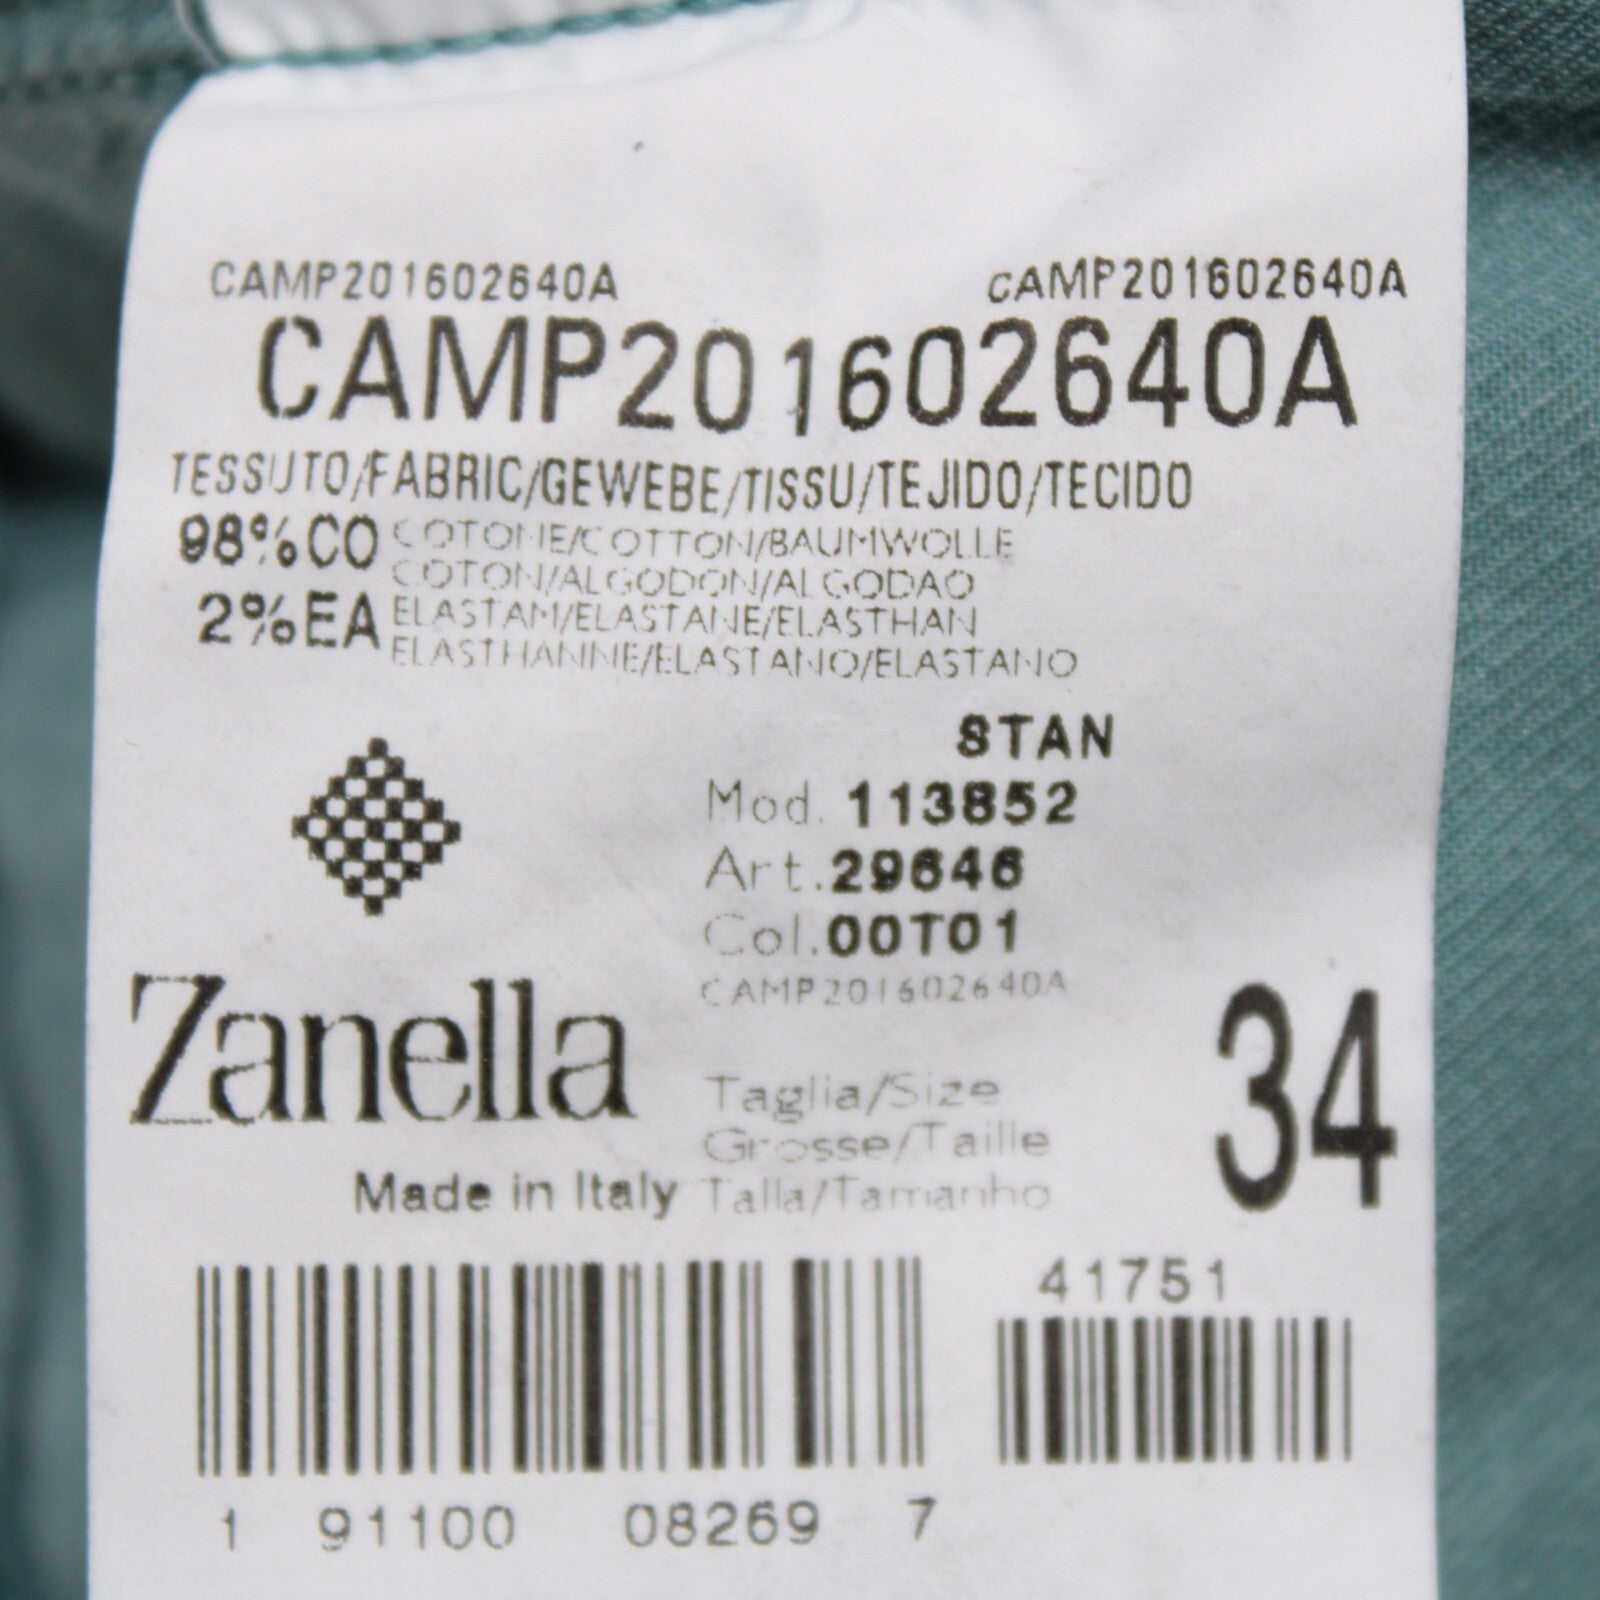 CAMP201602640A CAMP201602640A
CAMP201602640A
TESSUTO/FABRIC/GEWEBE/TISSU/TEJIDO/TECIDO
98%CO COTONE/COTTON/BAUMWOLLE
COTON/ALGODON/ALGODAO
2%EA ELASTAM/ELASTANE/ELASTHAN
ELASTHANNE/ELASTANO/ELASTANO
STAN
Mod. 113852
Art. 29646
Col. 00T01
CAMP201602640A
Zanella
Taglia/Size
Grosse/Taille
Talla/Tamanho
34
Made in Italy
41751
1 91100 08269 7